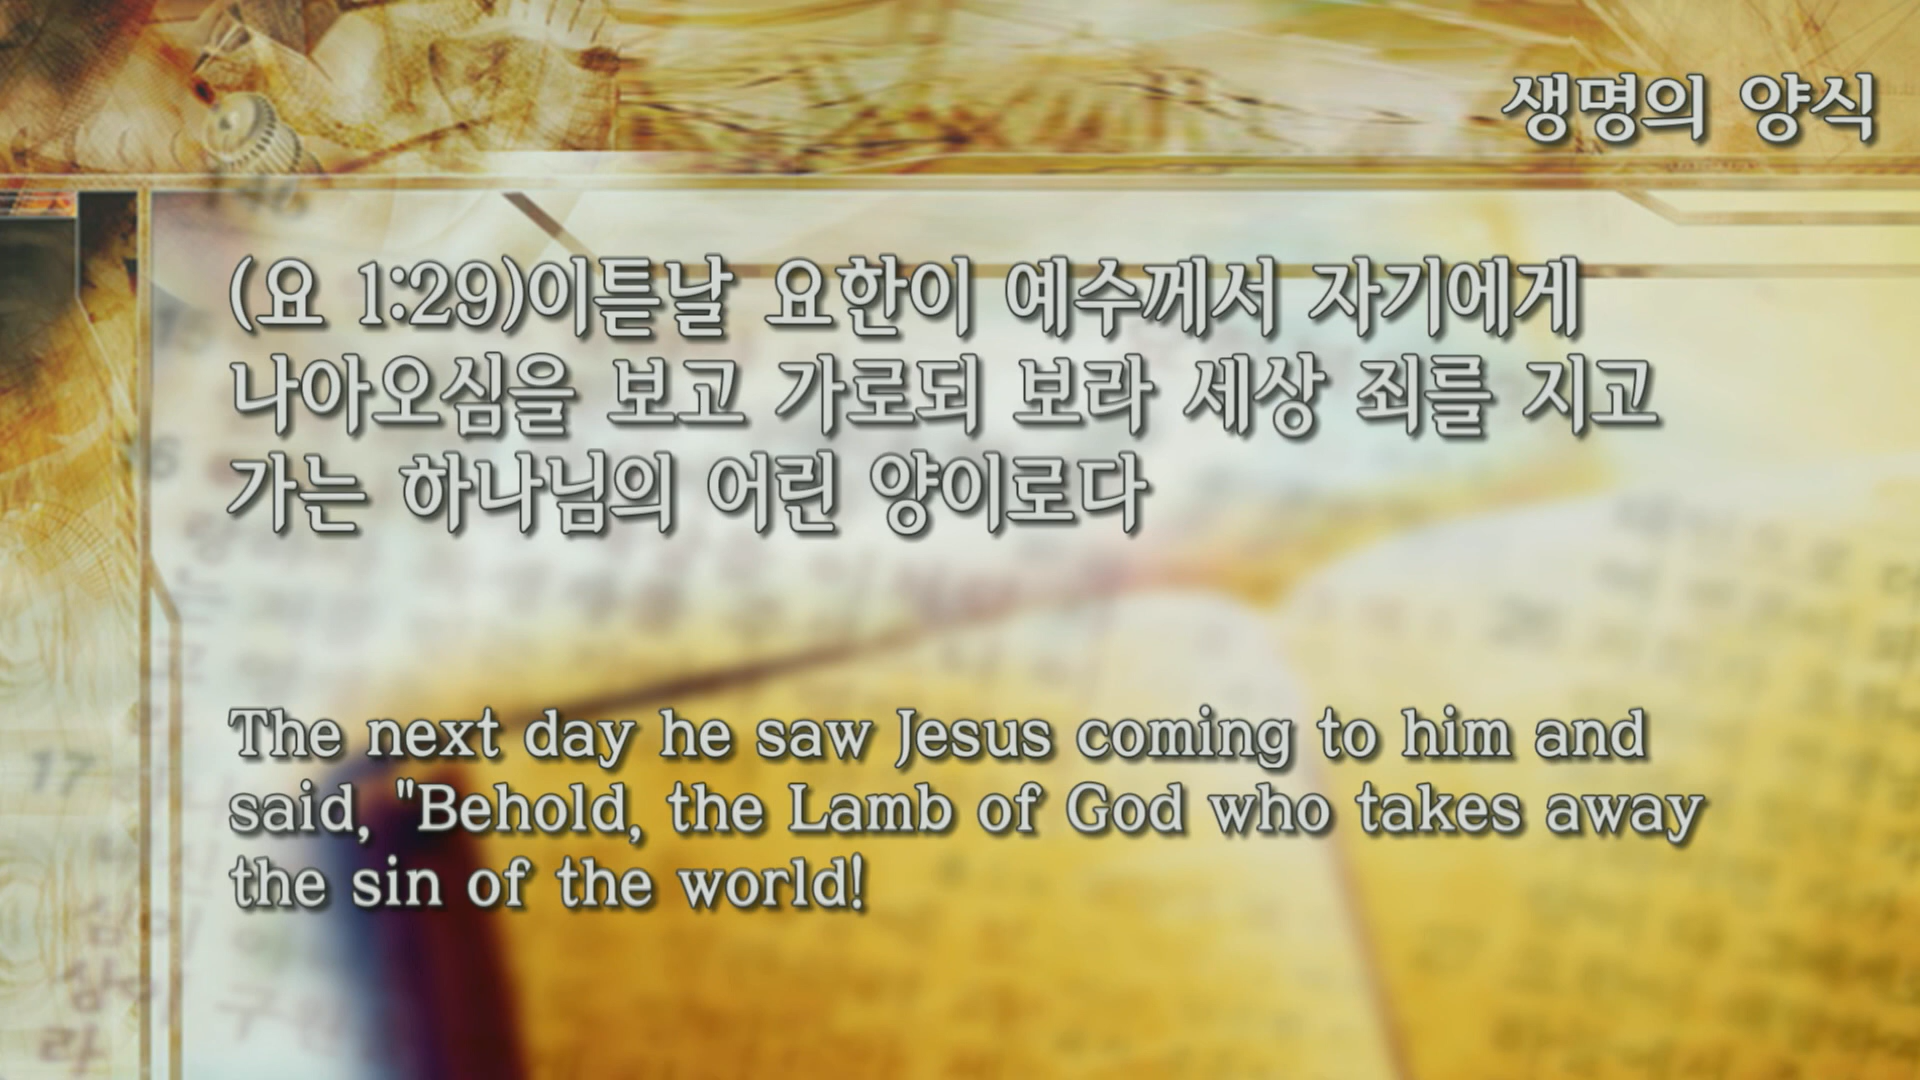 생명의 양식
(요 1:29)이튿날 요한이 예수께서 자기에게
나아오심을 보고 가로되 보라 세상 죄를 지고
가는 하나님의 어린 양이로다
The next day he saw Jesus coming to him and
said, "Behold, the Lamb of God who takes away
the sin of the world!